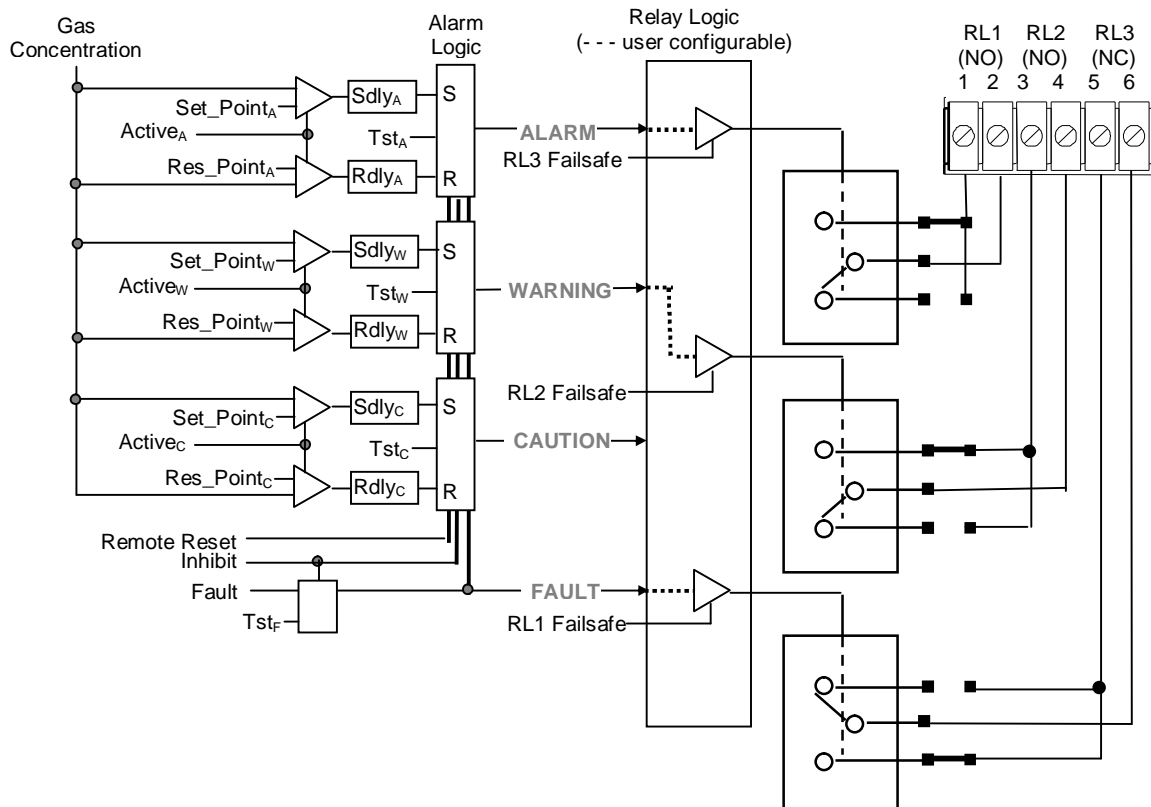 Gas
Concentration
Alarm
Logic
Relay Logic
(- - - user configurable)
RL1 RL2 RL3
(NO) (NO) (NC)
1 2 3 4 5 6
Set_PointA
SdlyA
S
ActiveA
TstA
ALARM
RL3 Failsafe
Res_PointA
RdlyA
R
Set_PointW
SdlyW
S
ActiveW
TstW
WARNING
Res_PointW
RdlyW
R
RL2 Failsafe
Set_PointC
SdlyC
S
ActiveC
TstC
CAUTION
Res_PointC
RdlyC
R
Remote Reset
Inhibit
Fault
FAULT
TstF
RL1 Failsafe